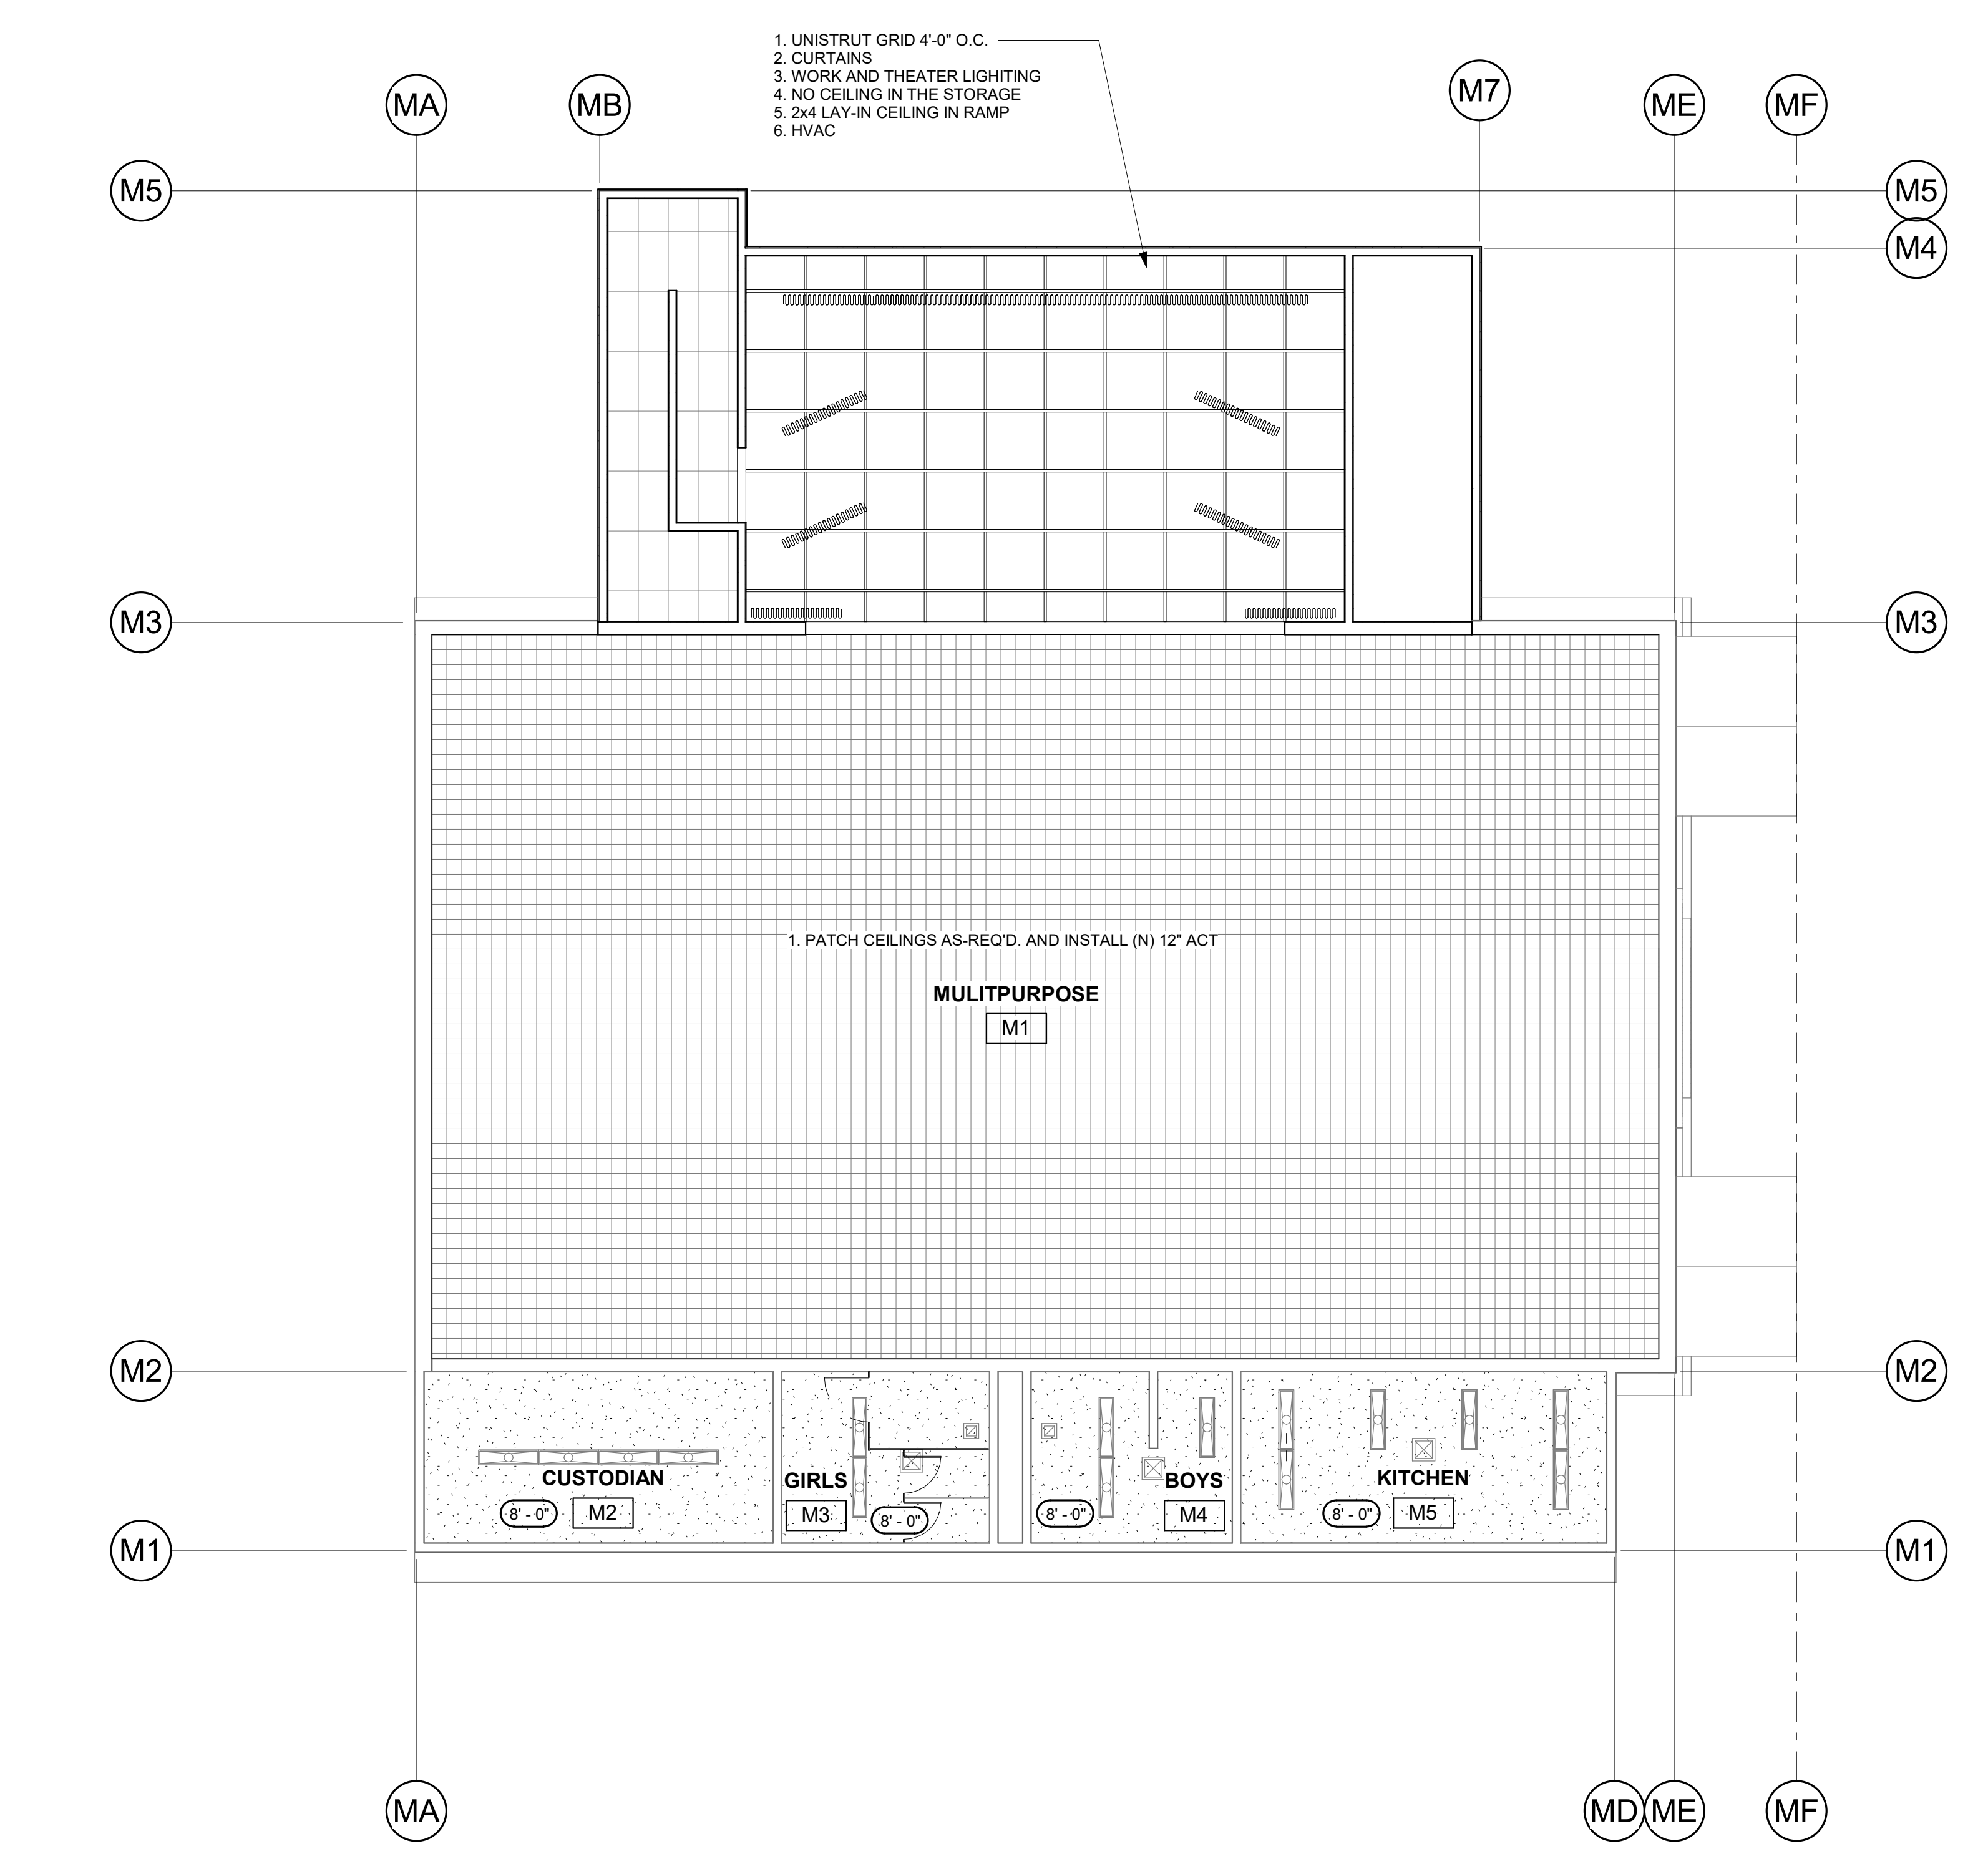 1. UNISTRUT GRID 4'-0" O.C.
2. CURTAINS
3. WORK AND THEATER LIGHITING
4. NO CEILING IN THE STORAGE
5. 2x4 LAY-IN CEILING IN RAMP
6. HVAC
MA
MB
M7
ME
MF
M5
M5
M4
M3
M3
1. PATCH CEILINGS AS-REQ'D. AND INSTALL (N) 12" ACT
MULITPURPOSE
M1
M2
M2
CUSTODIAN
8' - 0"
M2
GIRLS
M3
8' - 0"
BOYS
8' - 0"
M4
KITCHEN
8' - 0"
M5
M1
M1
MA
MD
ME
MF